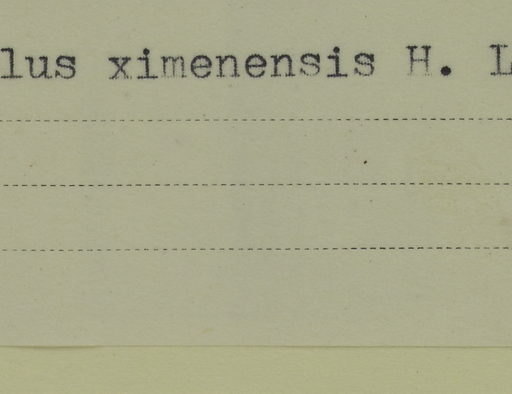 lus ximenensis H. L